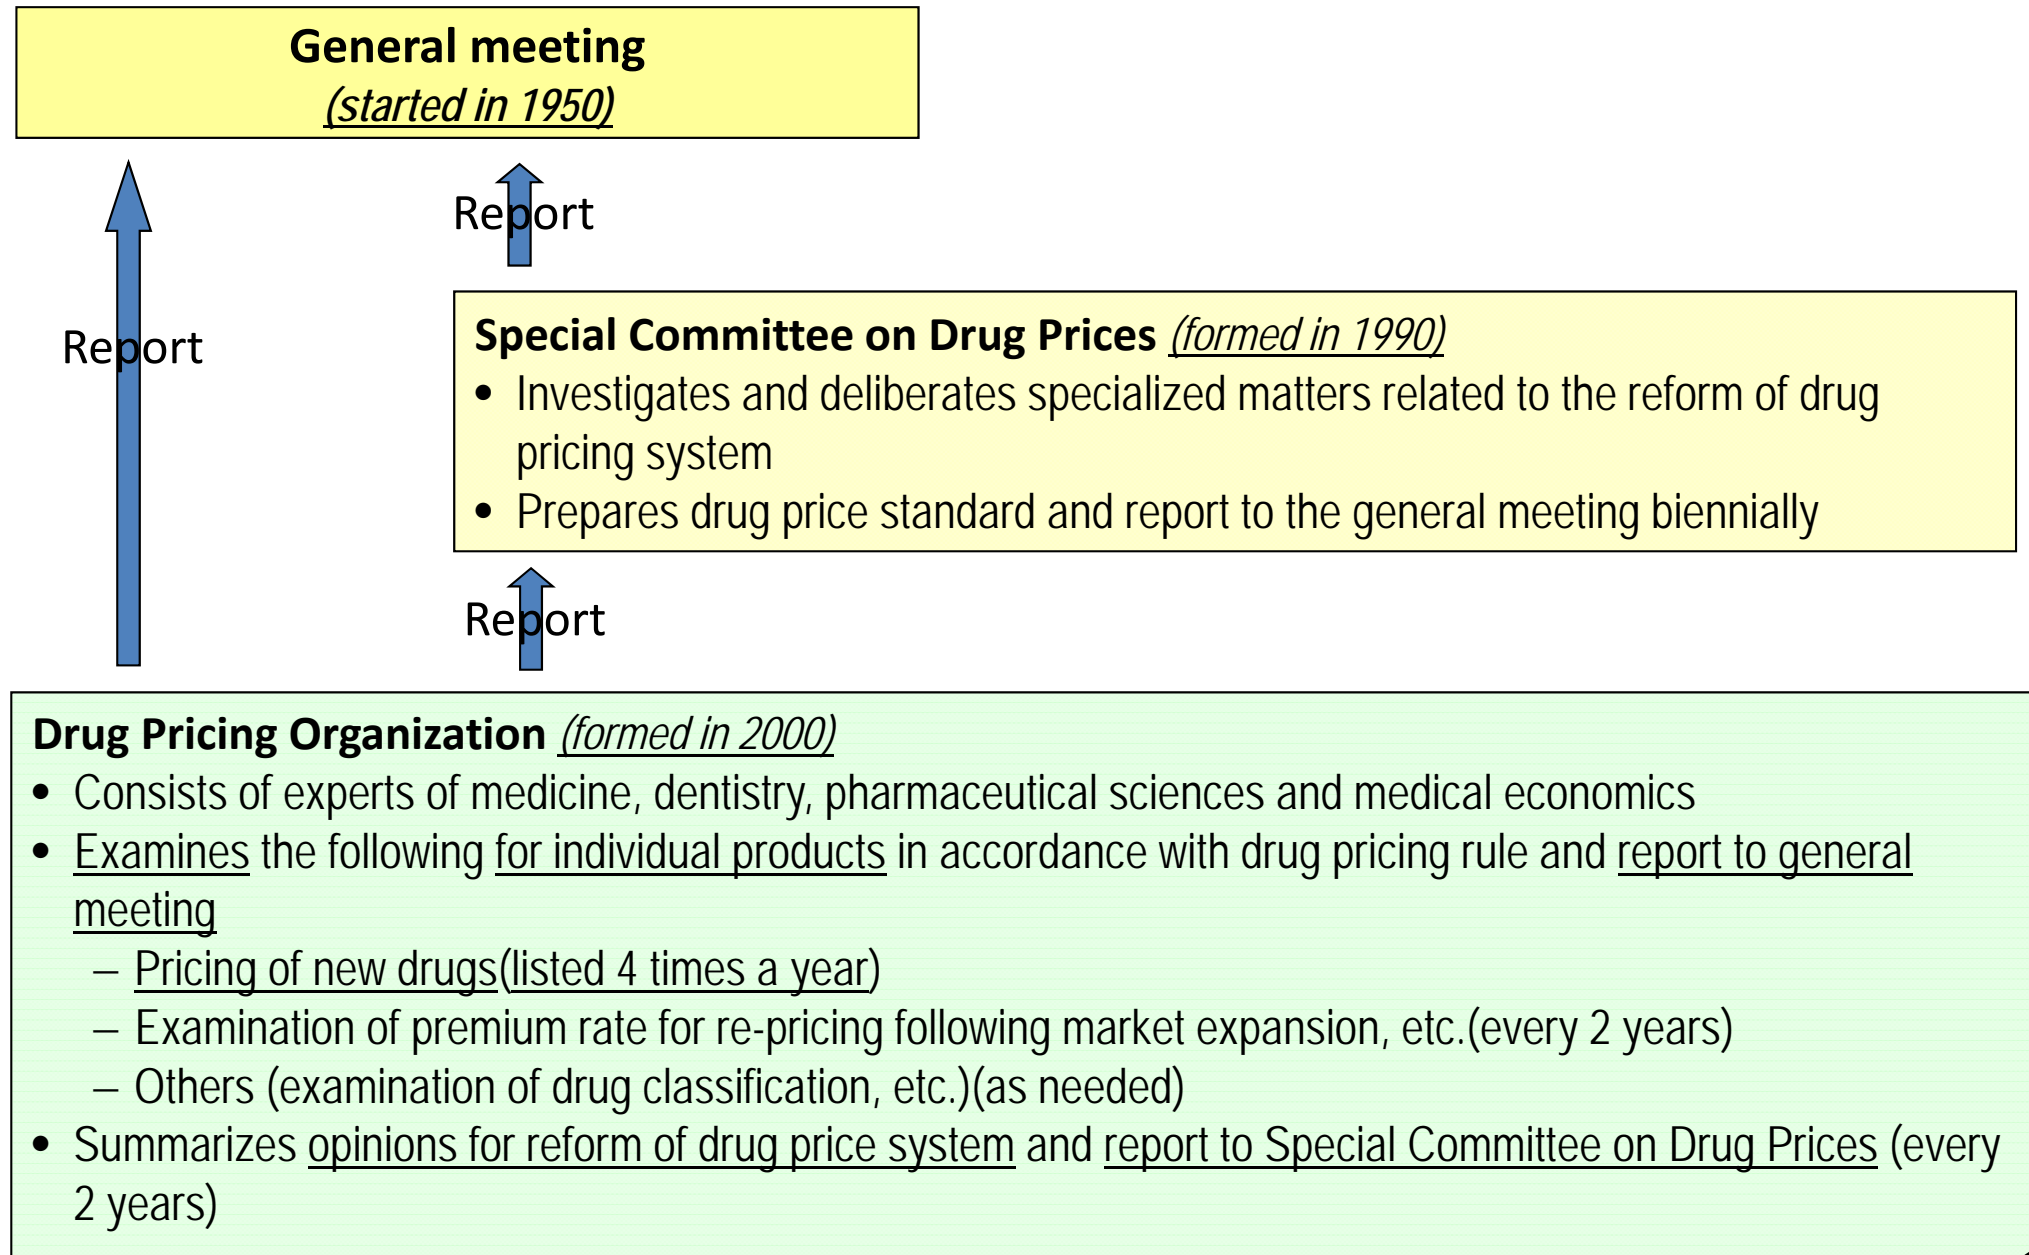 General meeting
(started in 1950)
Report
Report
Special Committee on Drug Prices (formed in 1990)
• Investigates and deliberates specialized matters related to the reform of drug
pricing system
• Prepares drug price standard and report to the general meeting biennially
Report
Drug Pricing Organization (formed in 2000)
• Consists of experts of medicine, dentistry, pharmaceutical sciences and medical economics
• Examines the following for individual products in accordance with drug pricing rule and report to general
meeting
– Pricing of new drugs(listed 4 times a year)
– Examination of premium rate for re-pricing following market expansion, etc.(every 2 years)
– Others (examination of drug classification, etc.)(as needed)
• Summarizes opinions for reform of drug price system and report to Special Committee on Drug Prices (every
2 years)